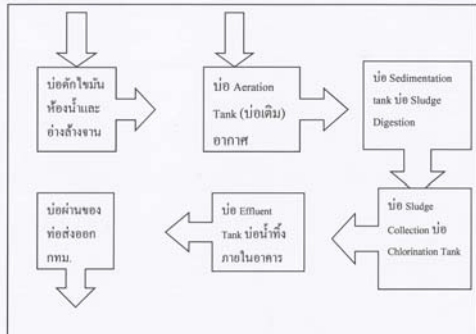 บ่อดักไขมัน
ห้องน้ำและ
อ่างล้างจาน
บ่อ Aeration
Tank (บ่อเติม)
อากาศ
บ่อ Sedimentation
tank บ่อ Sludge
Digestion
บ่อ Sludge
Collection บ่อ
Chlorination Tank
บ่อ Effluent
Tank บ่อน้ำทิ้ง
ภายในอาคาร
บ่อผ่านของ
ท่อส่งออก
กทม.